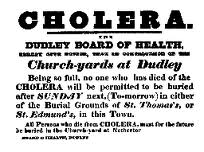 CHOLERA.
THE
DUDLEY BOARD OF HEALTH,
HEREBY GIVE NOTICE, THAT IN CONSEQUENCE OF THE
Church-yards at Dudley
Being so full, no one who has died of the
CHOLERA will be permitted to be buried
after SUNDAY next, (To-morrow) in either
of the Burial Grounds of St. Thomas's, or
St. Edmund's, in this Town.
All Persons who die from CHOLERA, must for the future
be buried in the Church-yard at Netherton
BOARD of HEALTH, DUDLEY